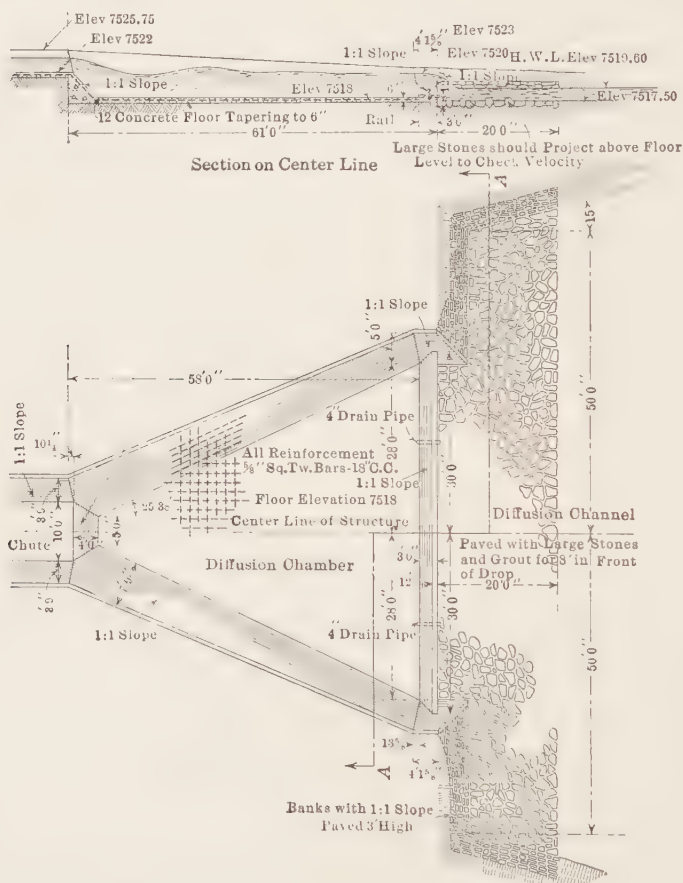 Elev 7525.75
Elev 7522
Elev 7523
Elev 7520
H.W.L. Elev 7519.60
1:1 Slope
1:1 Slope
1:1 Slope
Elev 7518
Elev 7517.50
12 Concrete Floor Tapering to 6"
Rail
3'0"
61'0"
20'0"
Section on Center Line
Large Stones should Project above Floor
Level to Check Velocity
A
15'
1:1 Slope
5'0"
58'0"
50'0"
1:1 Slope
4" Drain Pipe
28'0"
All Reinforcement
⅝" Sq.Tw.Bars-18"C.C.
1:1 Slope
30'0"
Floor Elevation 7518
Center Line of Structure
Diffusion Channel
Chute
10'0"
4'0"
5'0"
Diffusion Chamber
3'0"
12
Paved with Large Stones
and Grout for 8' in Front
of Drop
20'0"
1:1 Slope
28'0"
30'0"
4" Drain Pipe
50'0"
A
Banks with 1:1 Slope
Paved 3' High